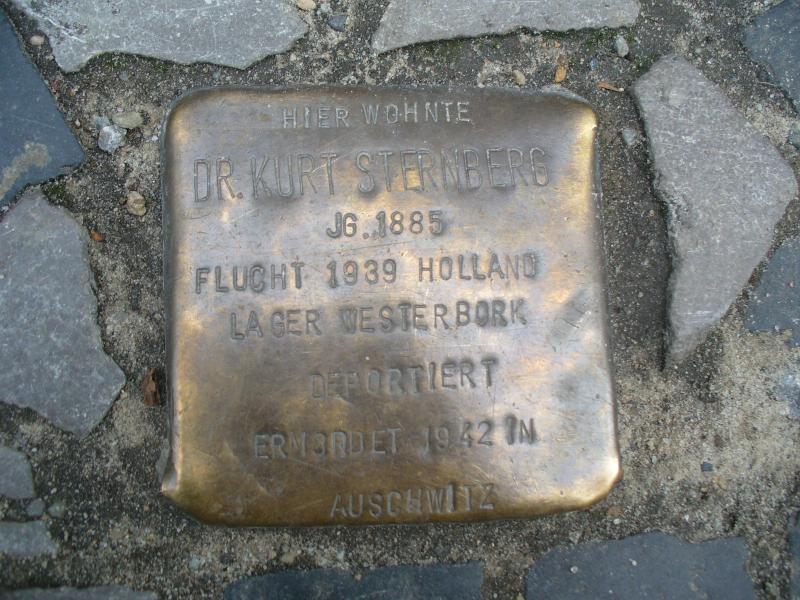 HIER WOHNTE
DR. KURT STERNBERG
JG. 1885
FLUCHT 1939 HOLLAND
LAGER WESTERBORK
DEPORTIERT
ERMORDET 1942 IN
AUSCHWITZ